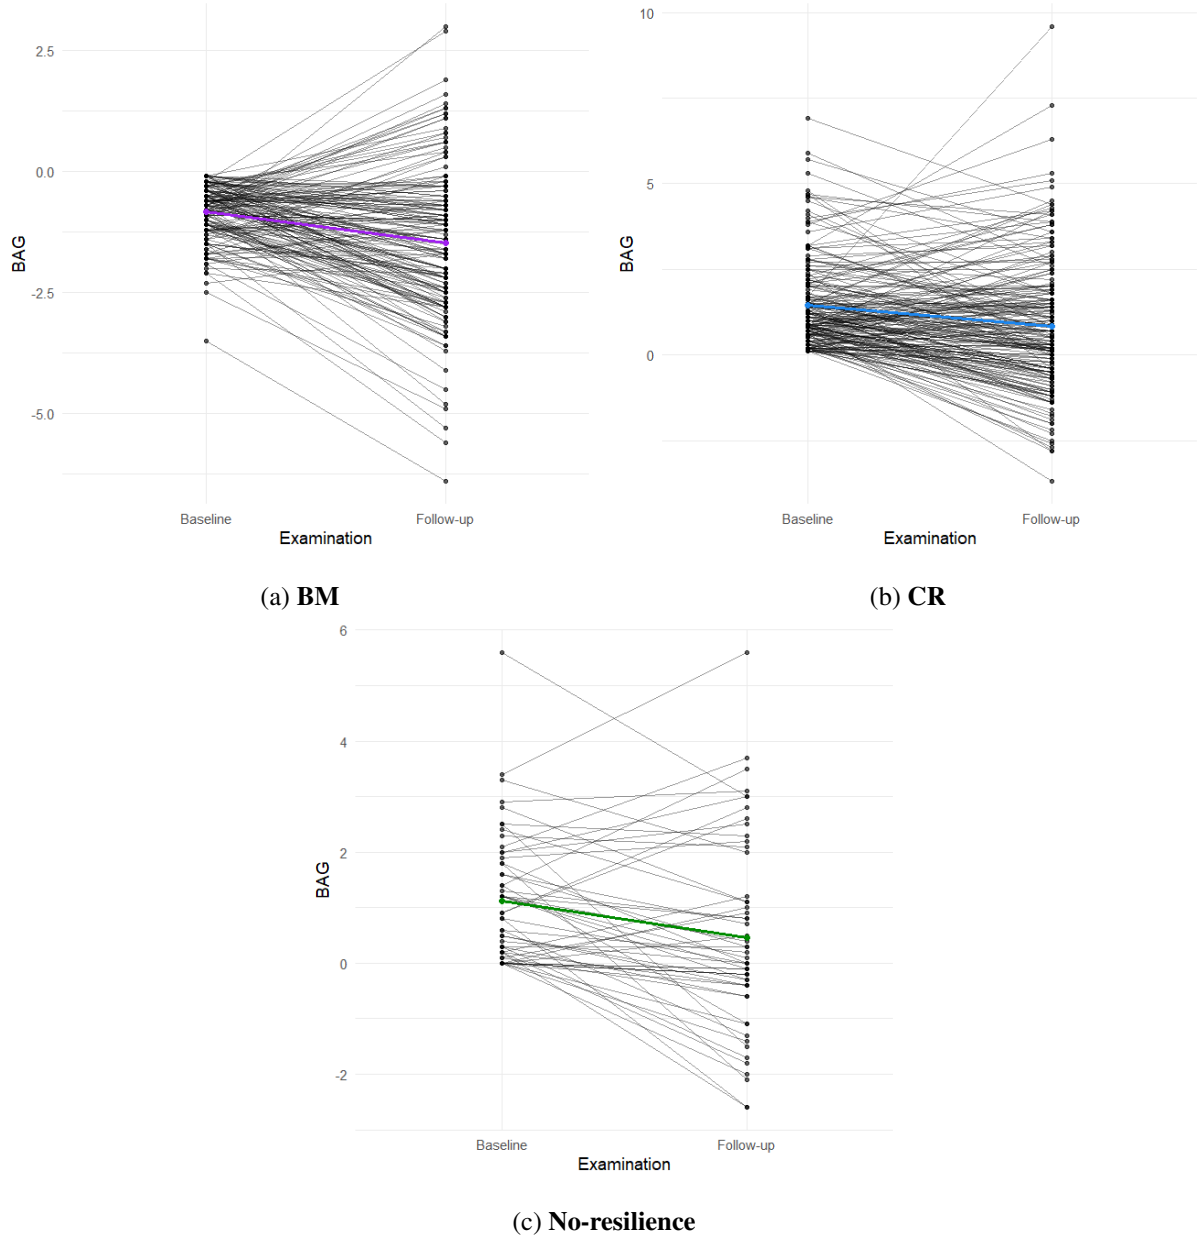 2.5
0.0
-2.5
-5.0
BAG
Baseline Follow-up
Examination
(a) BM
10
5
0
BAG
Baseline Follow-up
Examination
(b) CR
6
4
2
0
-2
BAG
Baseline Follow-up
Examination
(c) No-resilience